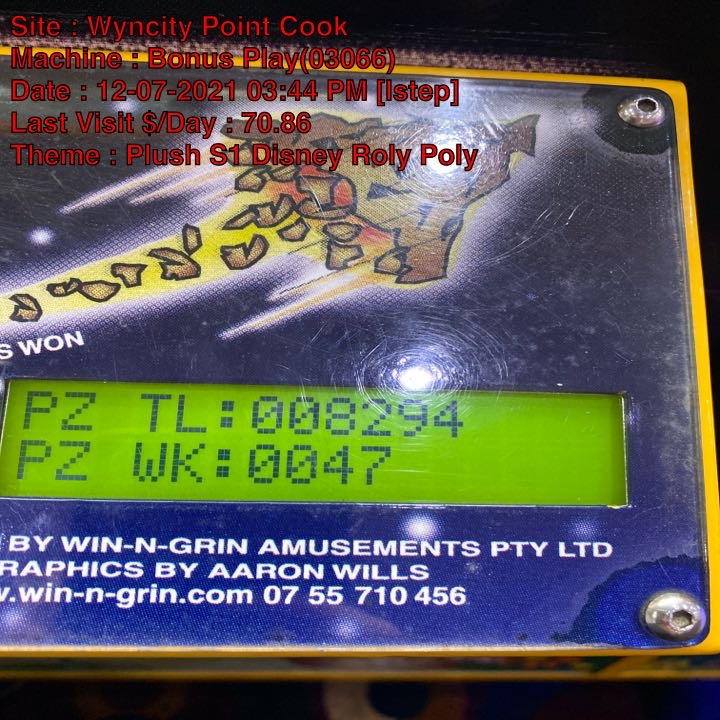 Site : Wyncity Point Cook
Machine : Bonus Play(03066)
Date : 12-07-2021 03:44 PM [Istep]
Last Visit $/Day : 70.86
Theme : Plush S1 Disney Roly Poly
S WON
PZ TL:008294
PZ WK:0047
BY WIN-N-GRIN AMUSEMENTS PTY LTD
RAPHICS BY AARON WILLS
w.win-n-grin.com 07 55 710 456